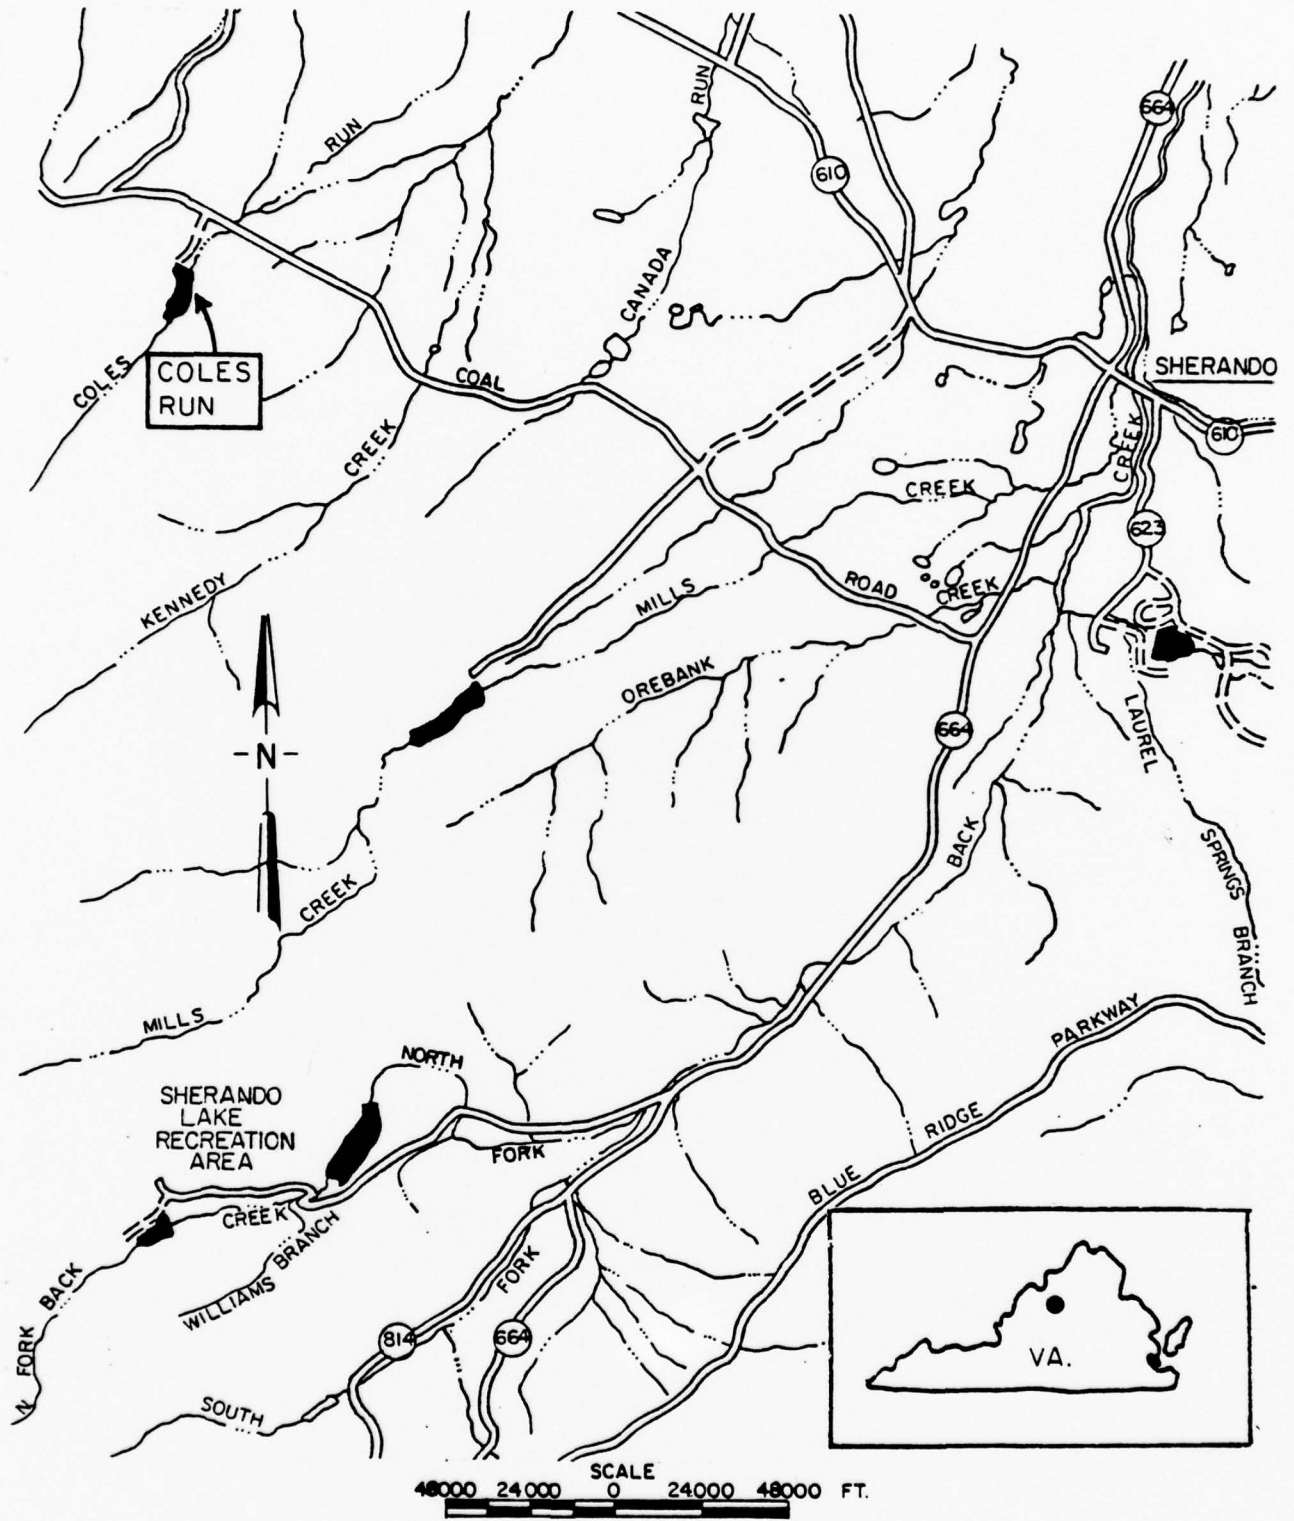 RUN
RUN
664
610
CANADA
COLES
COLES
RUN
COAL
SHERANDO
610
CREEK
CREEK
CREEK
623
KENNEDY
MILLS
ROAD
CREEK
OREBANK
LAUREL
664
-N-
BACK
SPRINGS
CREEK
BRANCH
MILLS
PARKWAY
NORTH
SHERANDO
LAKE
RECREATION
AREA
RIDGE
FORK
BLUE
CREEK
BRANCH
WILLIAMS
BACK
FORK
N
FORK
814
664
SOUTH
VA.
SCALE
48000 24000 0 24000 48000 FT.